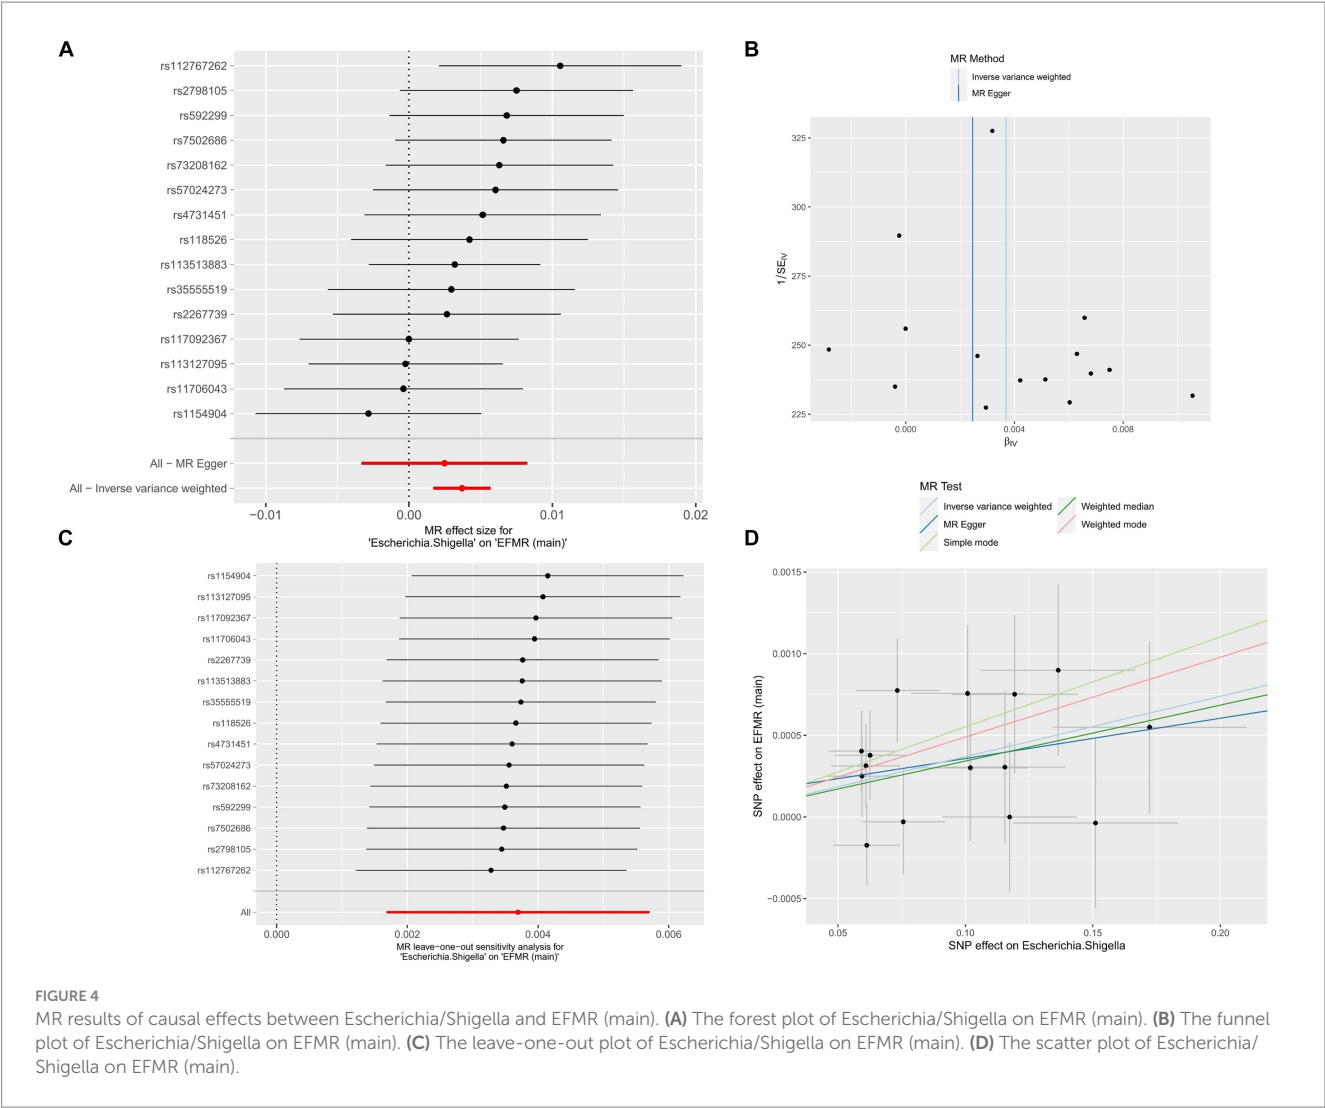 A
rs112767262
rs2798105
rs592299
rs7502686
rs73208162
rs57024273
rs4731451
rs118526
rs113513883
rs35555519
rs2267739
rs117092367
rs113127095
rs11706043
rs1154904
All − MR Egger
All − Inverse variance weighted
−0.01 0.00 0.01 0.02
MR effect size for
'Escherichia.Shigella' on 'EFMR (main)'
B
MR Method
Inverse variance weighted
MR Egger
325
300
275
250
225
1/SEIV
0.000 0.004 0.008
βIV
C
rs1154904
rs113127095
rs117092367
rs11706043
rs2267739
rs113513883
rs35555519
rs118526
rs4731451
rs57024273
rs73208162
rs592299
rs7502686
rs2798105
rs112767262
All
0.000 0.002 0.004 0.006
MR leave−one−out sensitivity analysis for
'Escherichia.Shigella' on 'EFMR (main)'
D
MR Test
Inverse variance weighted Weighted median
MR Egger Weighted mode
Simple mode
0.0015
0.0010
0.0005
0.0000
−0.0005
SNP effect on EFMR (main)
0.05 0.10 0.15 0.20
SNP effect on Escherichia.Shigella
FIGURE 4
MR results of causal effects between Escherichia/Shigella and EFMR (main). (A) The forest plot of Escherichia/Shigella on EFMR (main). (B) The funnel
plot of Escherichia/Shigella on EFMR (main). (C) The leave-one-out plot of Escherichia/Shigella on EFMR (main). (D) The scatter plot of Escherichia/
Shigella on EFMR (main).